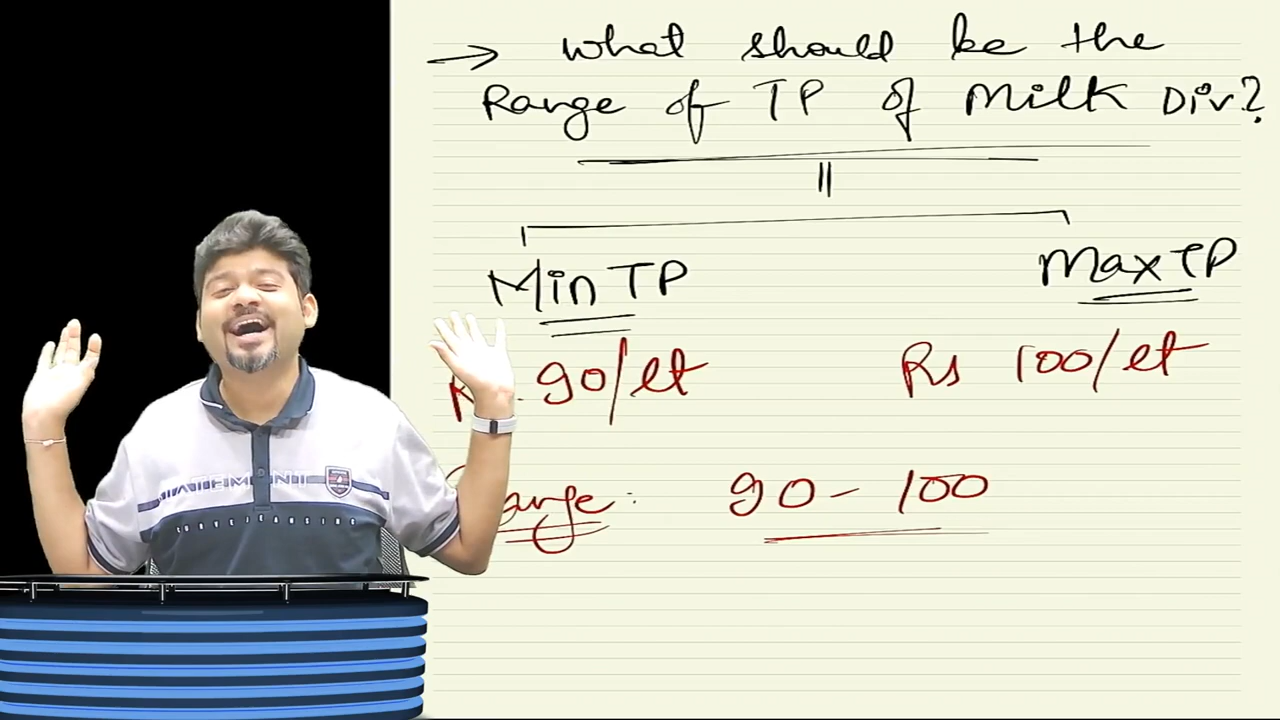 → What should be the
Range of TP of Milk Div?
Min TP
Max TP
90/lt
Rs 100/lt
Range: 90 - 100